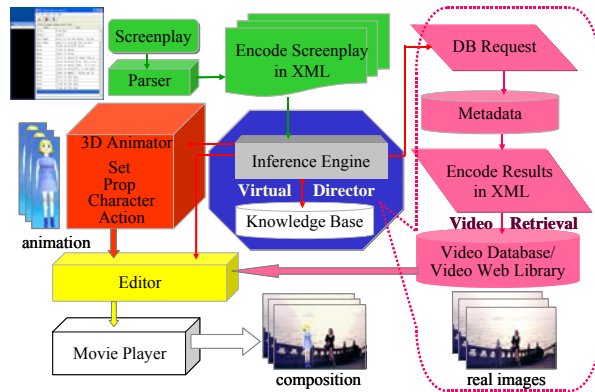 Screenplay
Parser
Encode Screenplay
in XML
DB Request
Metadata
Encode Results
in XML
Video Retrieval
Video Database/
Video Web Library
real images
3D Animator
Set
Prop
Character
Action
animation
Inference Engine
Virtual Director
Knowledge Base
Editor
Movie Player
composition